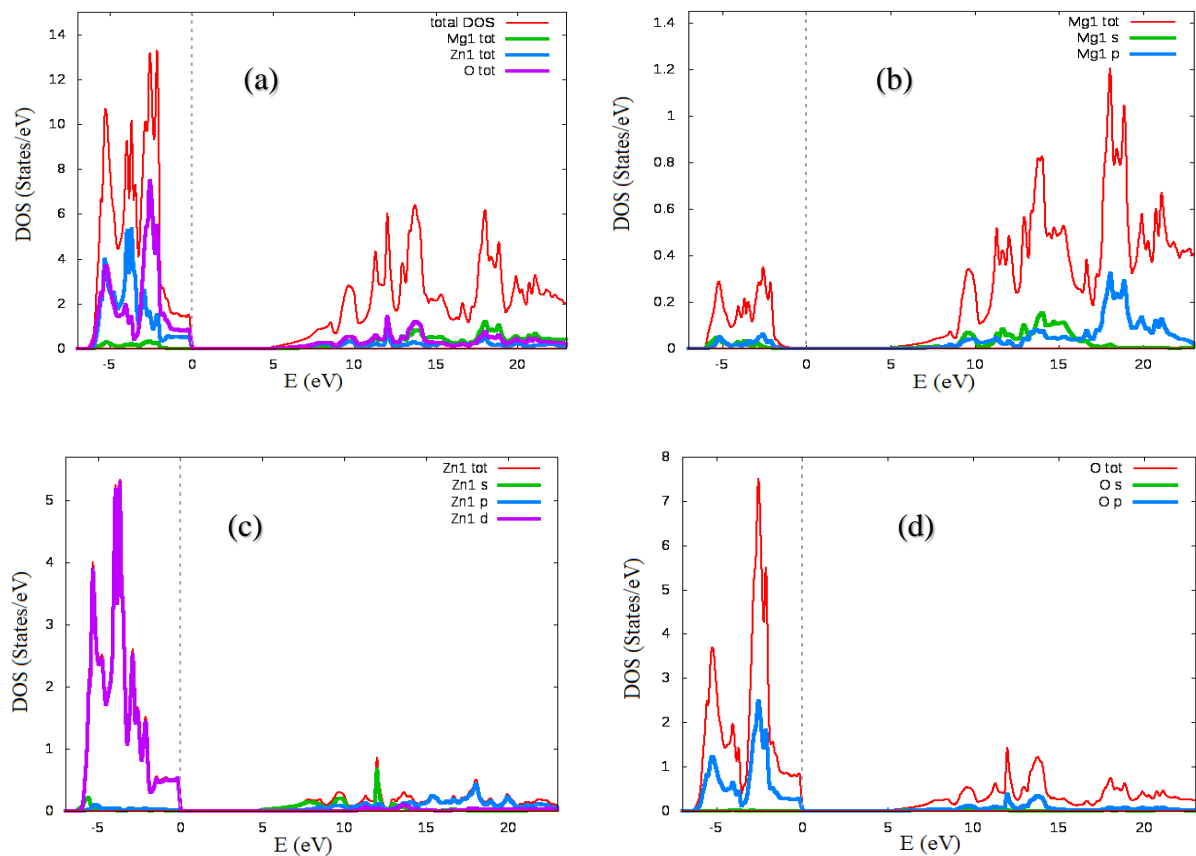 total DOS
Mg1 tot
Zn1 tot
O tot
(a)
DOS (States/eV)
14
12
10
8
6
4
2
0
-5 0 5 10 15 20
E (eV)
Mg1 tot
Mg1 s
Mg1 p
(b)
DOS (States/eV)
1.4
1.2
1
0.8
0.6
0.4
0.2
0
-5 0 5 10 15 20
E (eV)
Zn1 tot
Zn1 s
Zn1 p
Zn1 d
(c)
DOS (States/eV)
5
4
3
2
1
0
-5 0 5 10 15 20
E (eV)
O tot
O s
O p
(d)
DOS (States/eV)
8
7
6
5
4
3
2
1
0
-5 0 5 10 15 20
E (eV)